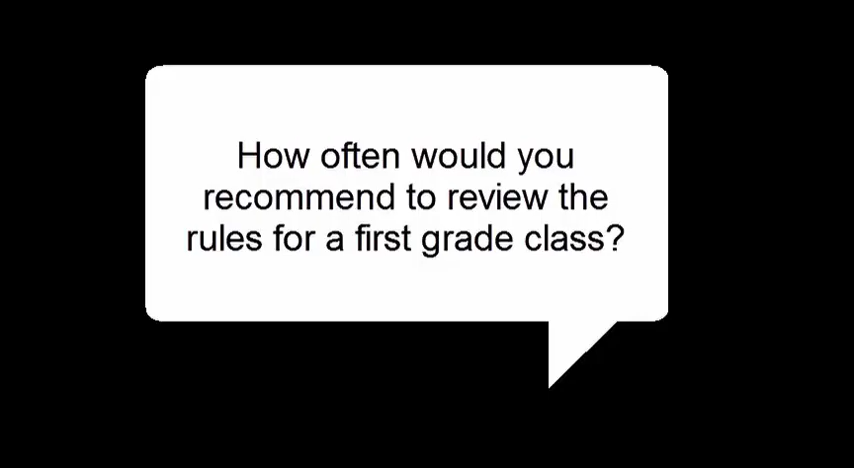 How often would you
recommend to review the
rules for a first grade class?